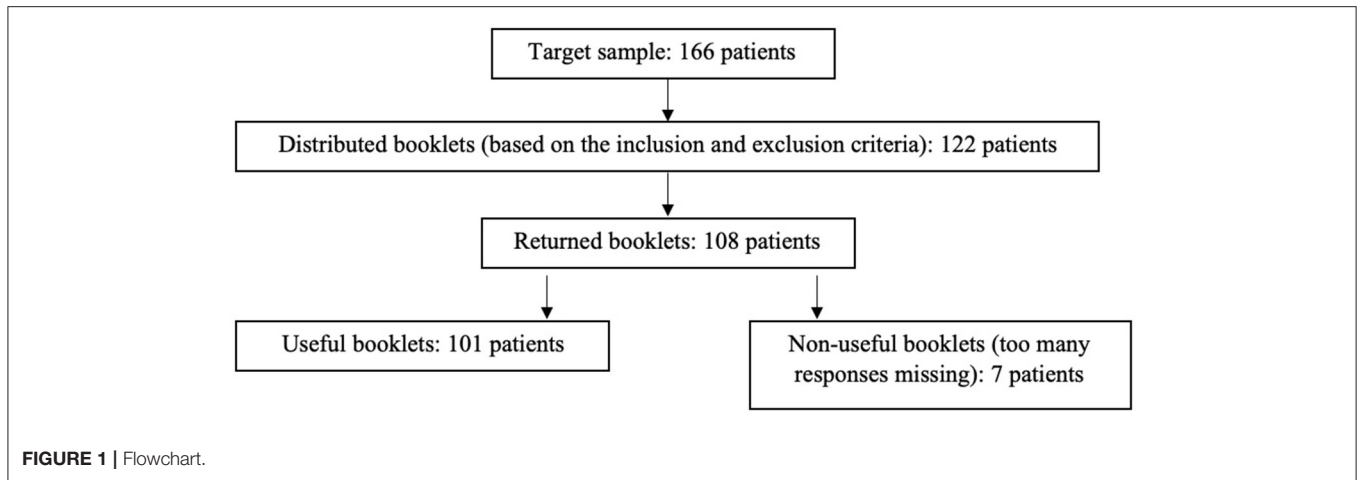 Target sample: 166 patients
Distributed booklets (based on the inclusion and exclusion criteria): 122 patients
Returned booklets: 108 patients
Useful booklets: 101 patients
Non-useful booklets (too many
responses missing): 7 patients
FIGURE 1 | Flowchart.